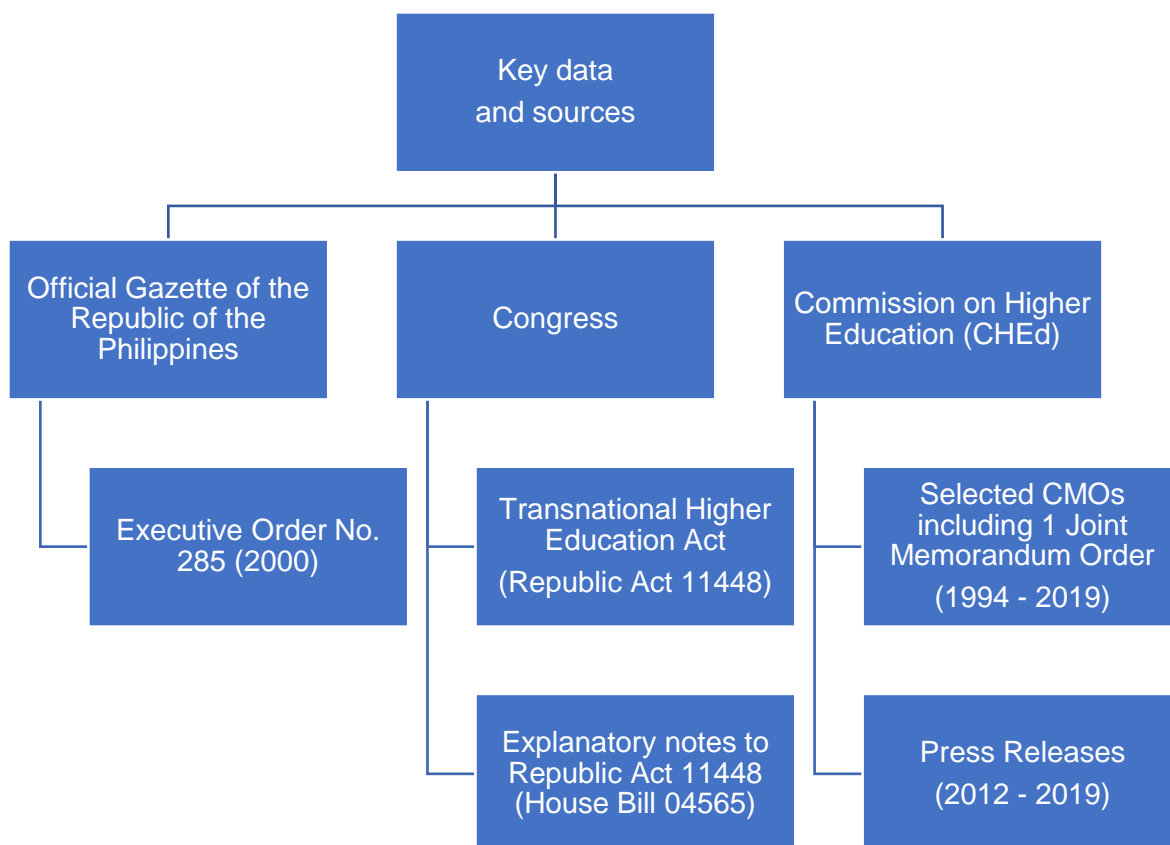 Key data
and sources
Official Gazette of the
Republic of the
Philippines
Congress
Commission on Higher
Education (CHEd)
Executive Order No.
285 (2000)
Transnational Higher
Education Act
(Republic Act 11448)
Selected CMOs
including 1 Joint
Memorandum Order
(1994 - 2019)
Explanatory notes to
Republic Act 11448
(House Bill 04565)
Press Releases
(2012 - 2019)